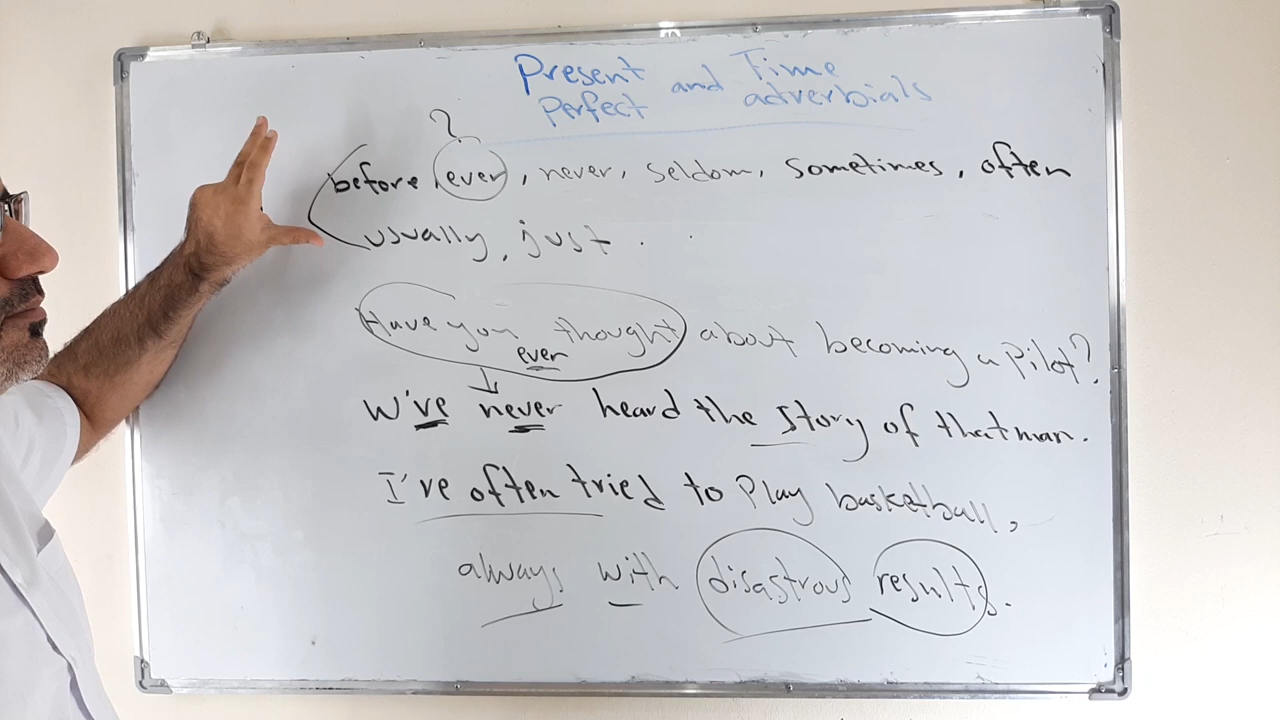 Present and Time
Perfect adverbials
?
before, ever, never, seldom, sometimes, often
usually, just . .
Have you thought about becoming a pilot?
ever
W've never heard the story of that man.
I've often tried to play basketball,
always with disastrous results.